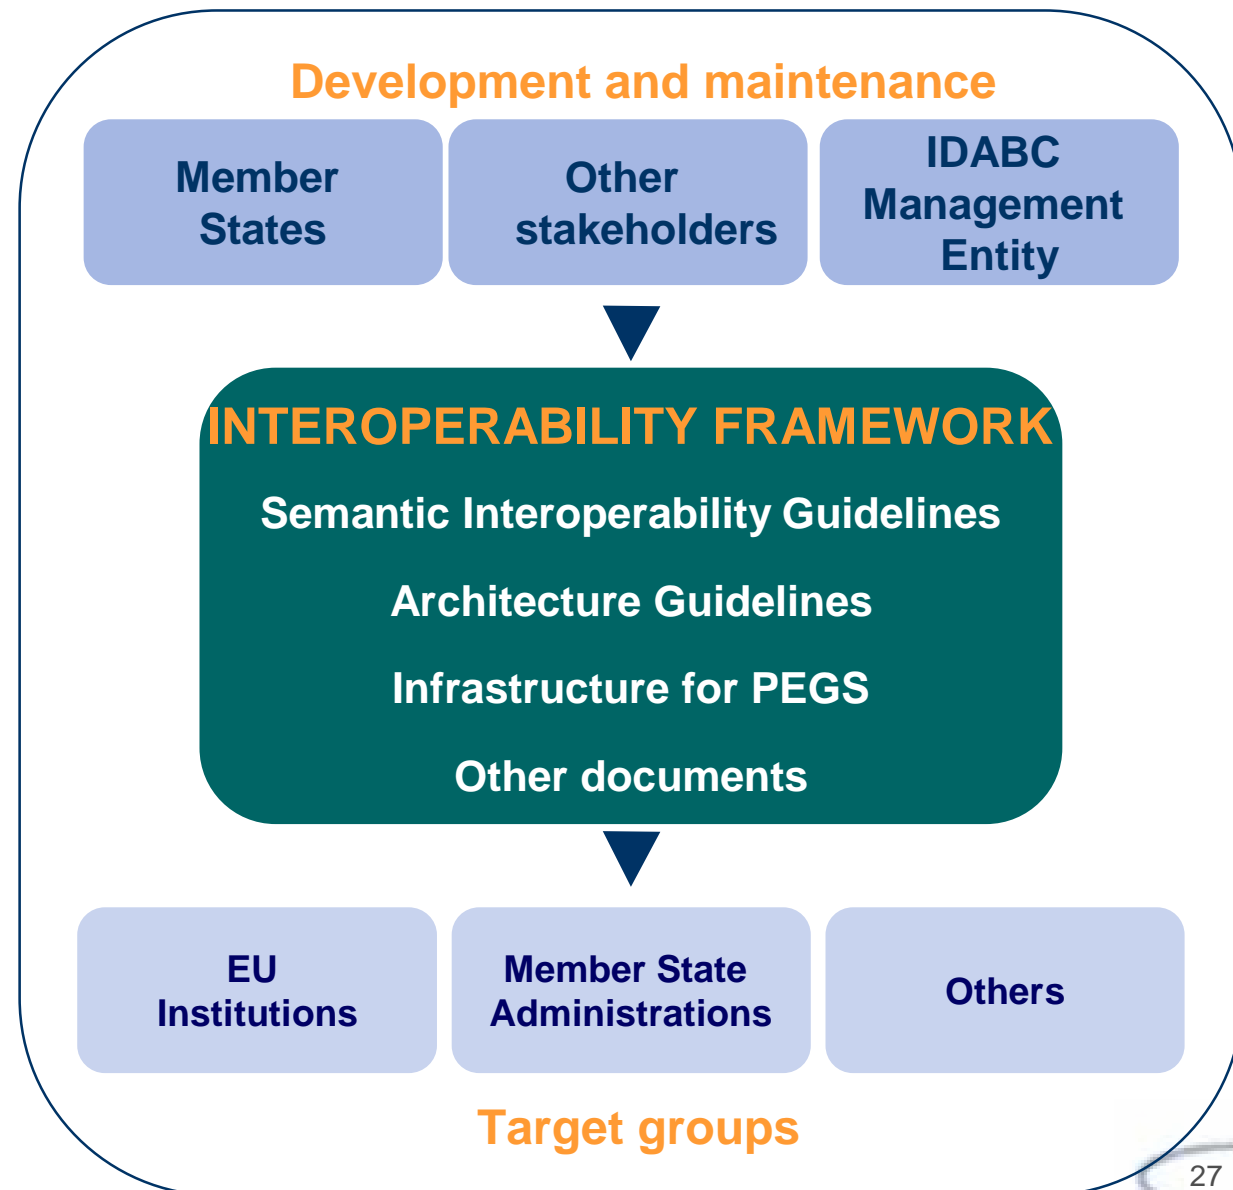 Development and maintenance
Member
States
Other
stakeholders
IDABC
Management
Entity
INTEROPERABILITY FRAMEWORK
Semantic Interoperability Guidelines
Architecture Guidelines
Infrastructure for PEGS
Other documents
EU
Institutions
Member State
Administrations
Others
Target groups
27